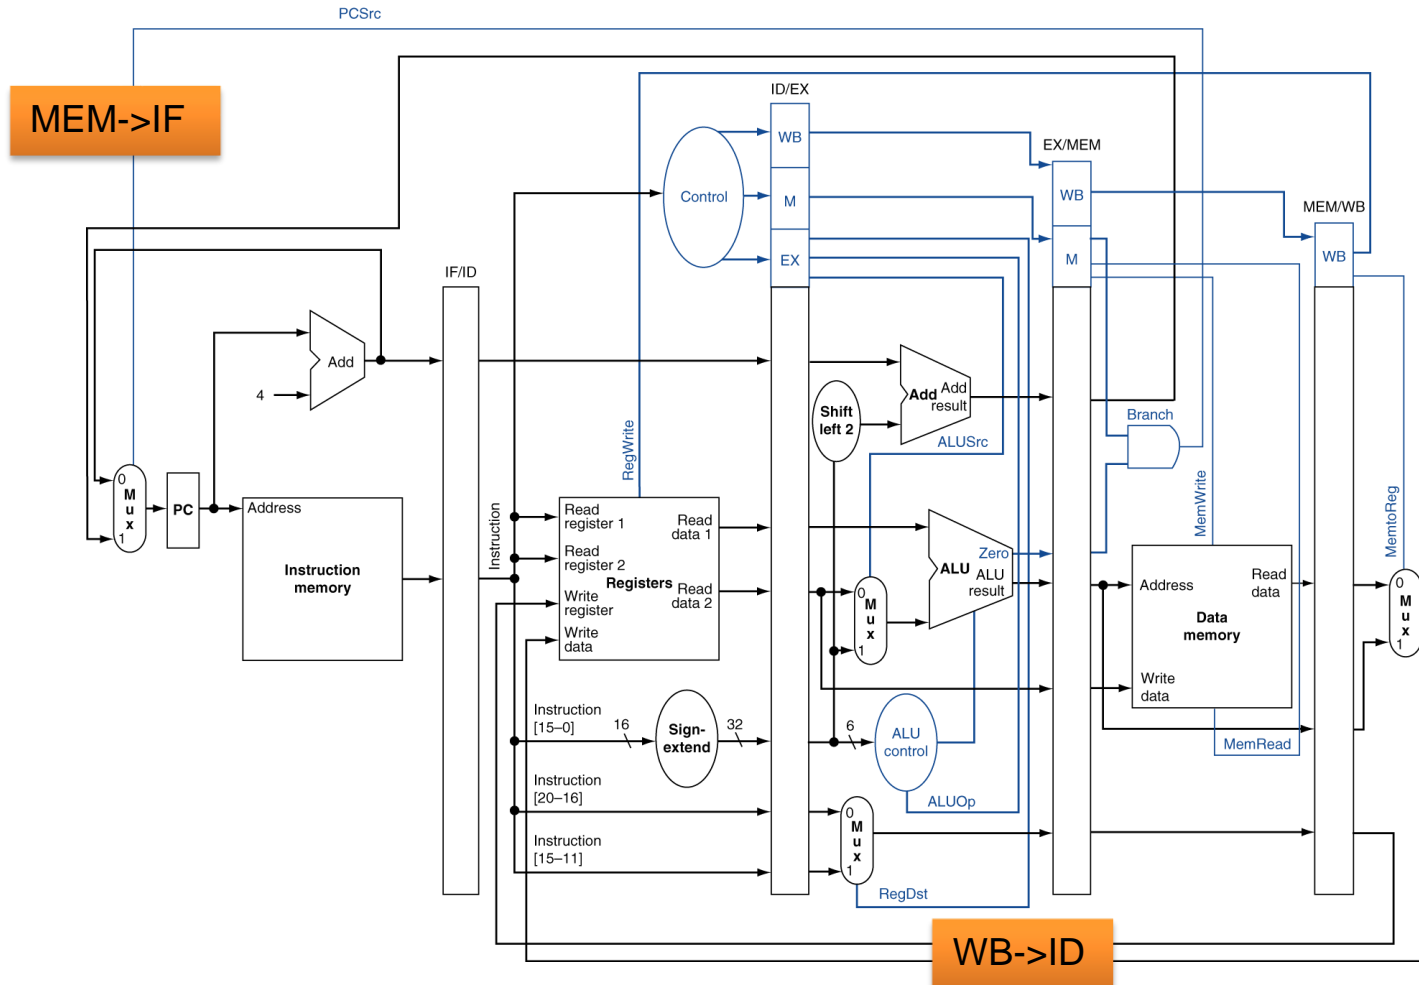 PCSrc
MEM->IF
ID/EX
WB
Control
M
EX
EX/MEM
WB
M
MEM/WB
WB
IF/ID
Add
4
0
M
u
x
1
PC
Address
Instruction
memory
Instruction
RegWrite
Read
register 1
Read
register 2
Write
register
Write
data
Registers
Read
data 1
Read
data 2
Shift
left 2
Add
Add
result
ALUSrc
Zero
ALU
ALU
result
0
M
u
x
1
Branch
MemWrite
Address
Read
data
Data
memory
Write
data
MemRead
MemtoReg
0
M
u
x
1
Instruction
[15–0]
16
Sign-
extend
32
6
ALU
control
ALUOp
Instruction
[20–16]
Instruction
[15–11]
0
M
u
x
1
RegDst
WB->ID